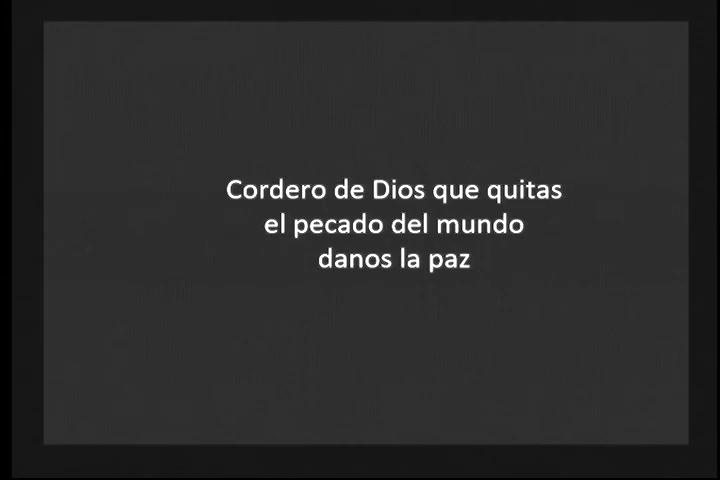 Cordero de Dios que quitas
el pecado del mundo
danos la paz